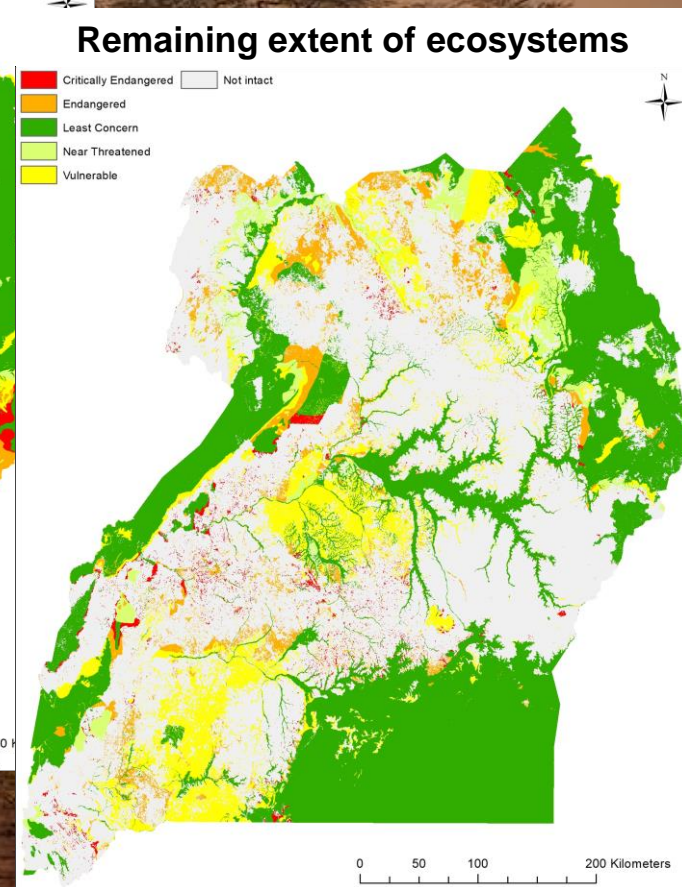 Remaining extent of ecosystems
Critically Endangered Not intact
Endangered
Least Concern
Near Threatened
Vulnerable
N
0 50 100 200 Kilometers